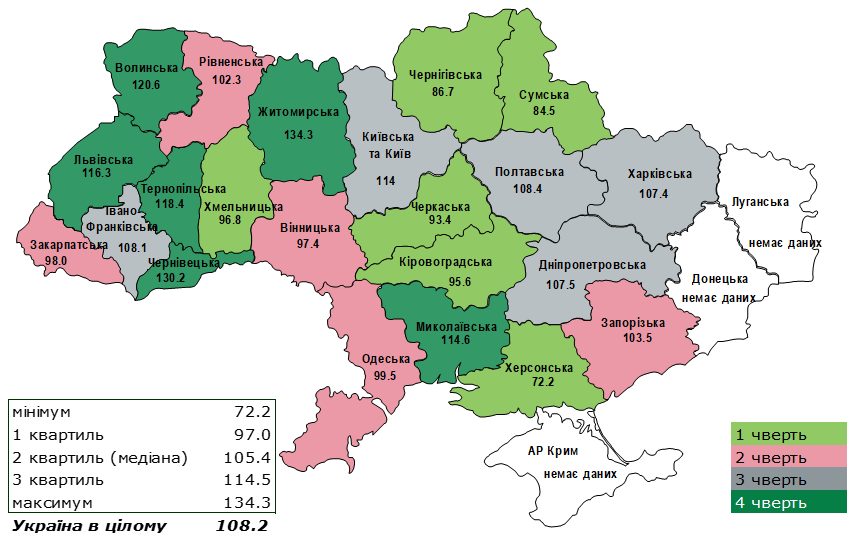 Волинська
120.6
Рівненська
102.3
Житомирська
134.3
Київська
та Київ
114
Чернігівська
86.7
Сумська
84.5
Львівська
116.3
Тернопільська
118.4
Хмельницька
96.8
Івано
Франківська
108.1
Закарпатська
98.0
Чернівецька
130.2
Вінницька
97.4
Черкаська
93.4
Полтавська
108.4
Харківська
107.4
Луганська
немає даних
Кіровоградська
95.6
Дніпропетровська
107.5
Донецька
немає даних
Запорізька
103.5
Миколаївська
114.6
Одеська
99.5
Херсонська
72.2
АР Крим
немає даних
мінімум 72.2
1 квартиль 97.0
2 квартиль (медіана) 105.4
3 квартиль 114.5
максимум 134.3
Україна в цілому 108.2
1 чверть
2 чверть
3 чверть
4 чверть